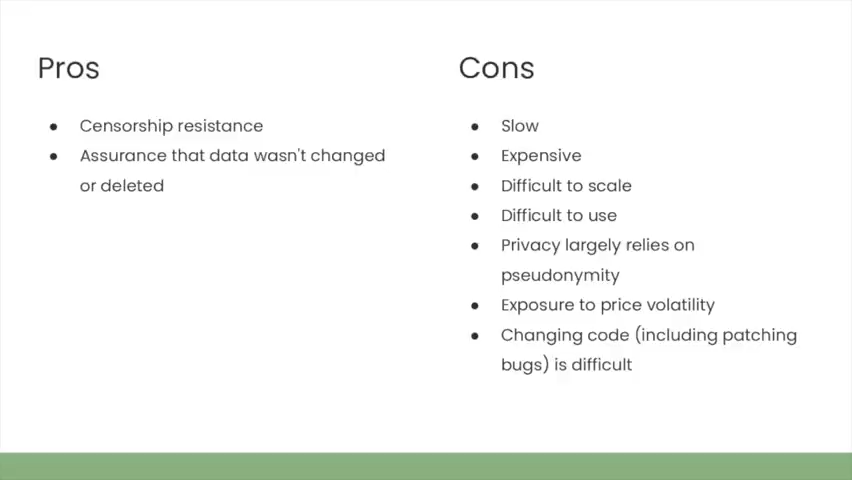 Pros
● Censorship resistance
● Assurance that data wasn't changed
or deleted
Cons
● Slow
● Expensive
● Difficult to scale
● Difficult to use
● Privacy largely relies on
pseudonymity
● Exposure to price volatility
● Changing code (including patching
bugs) is difficult